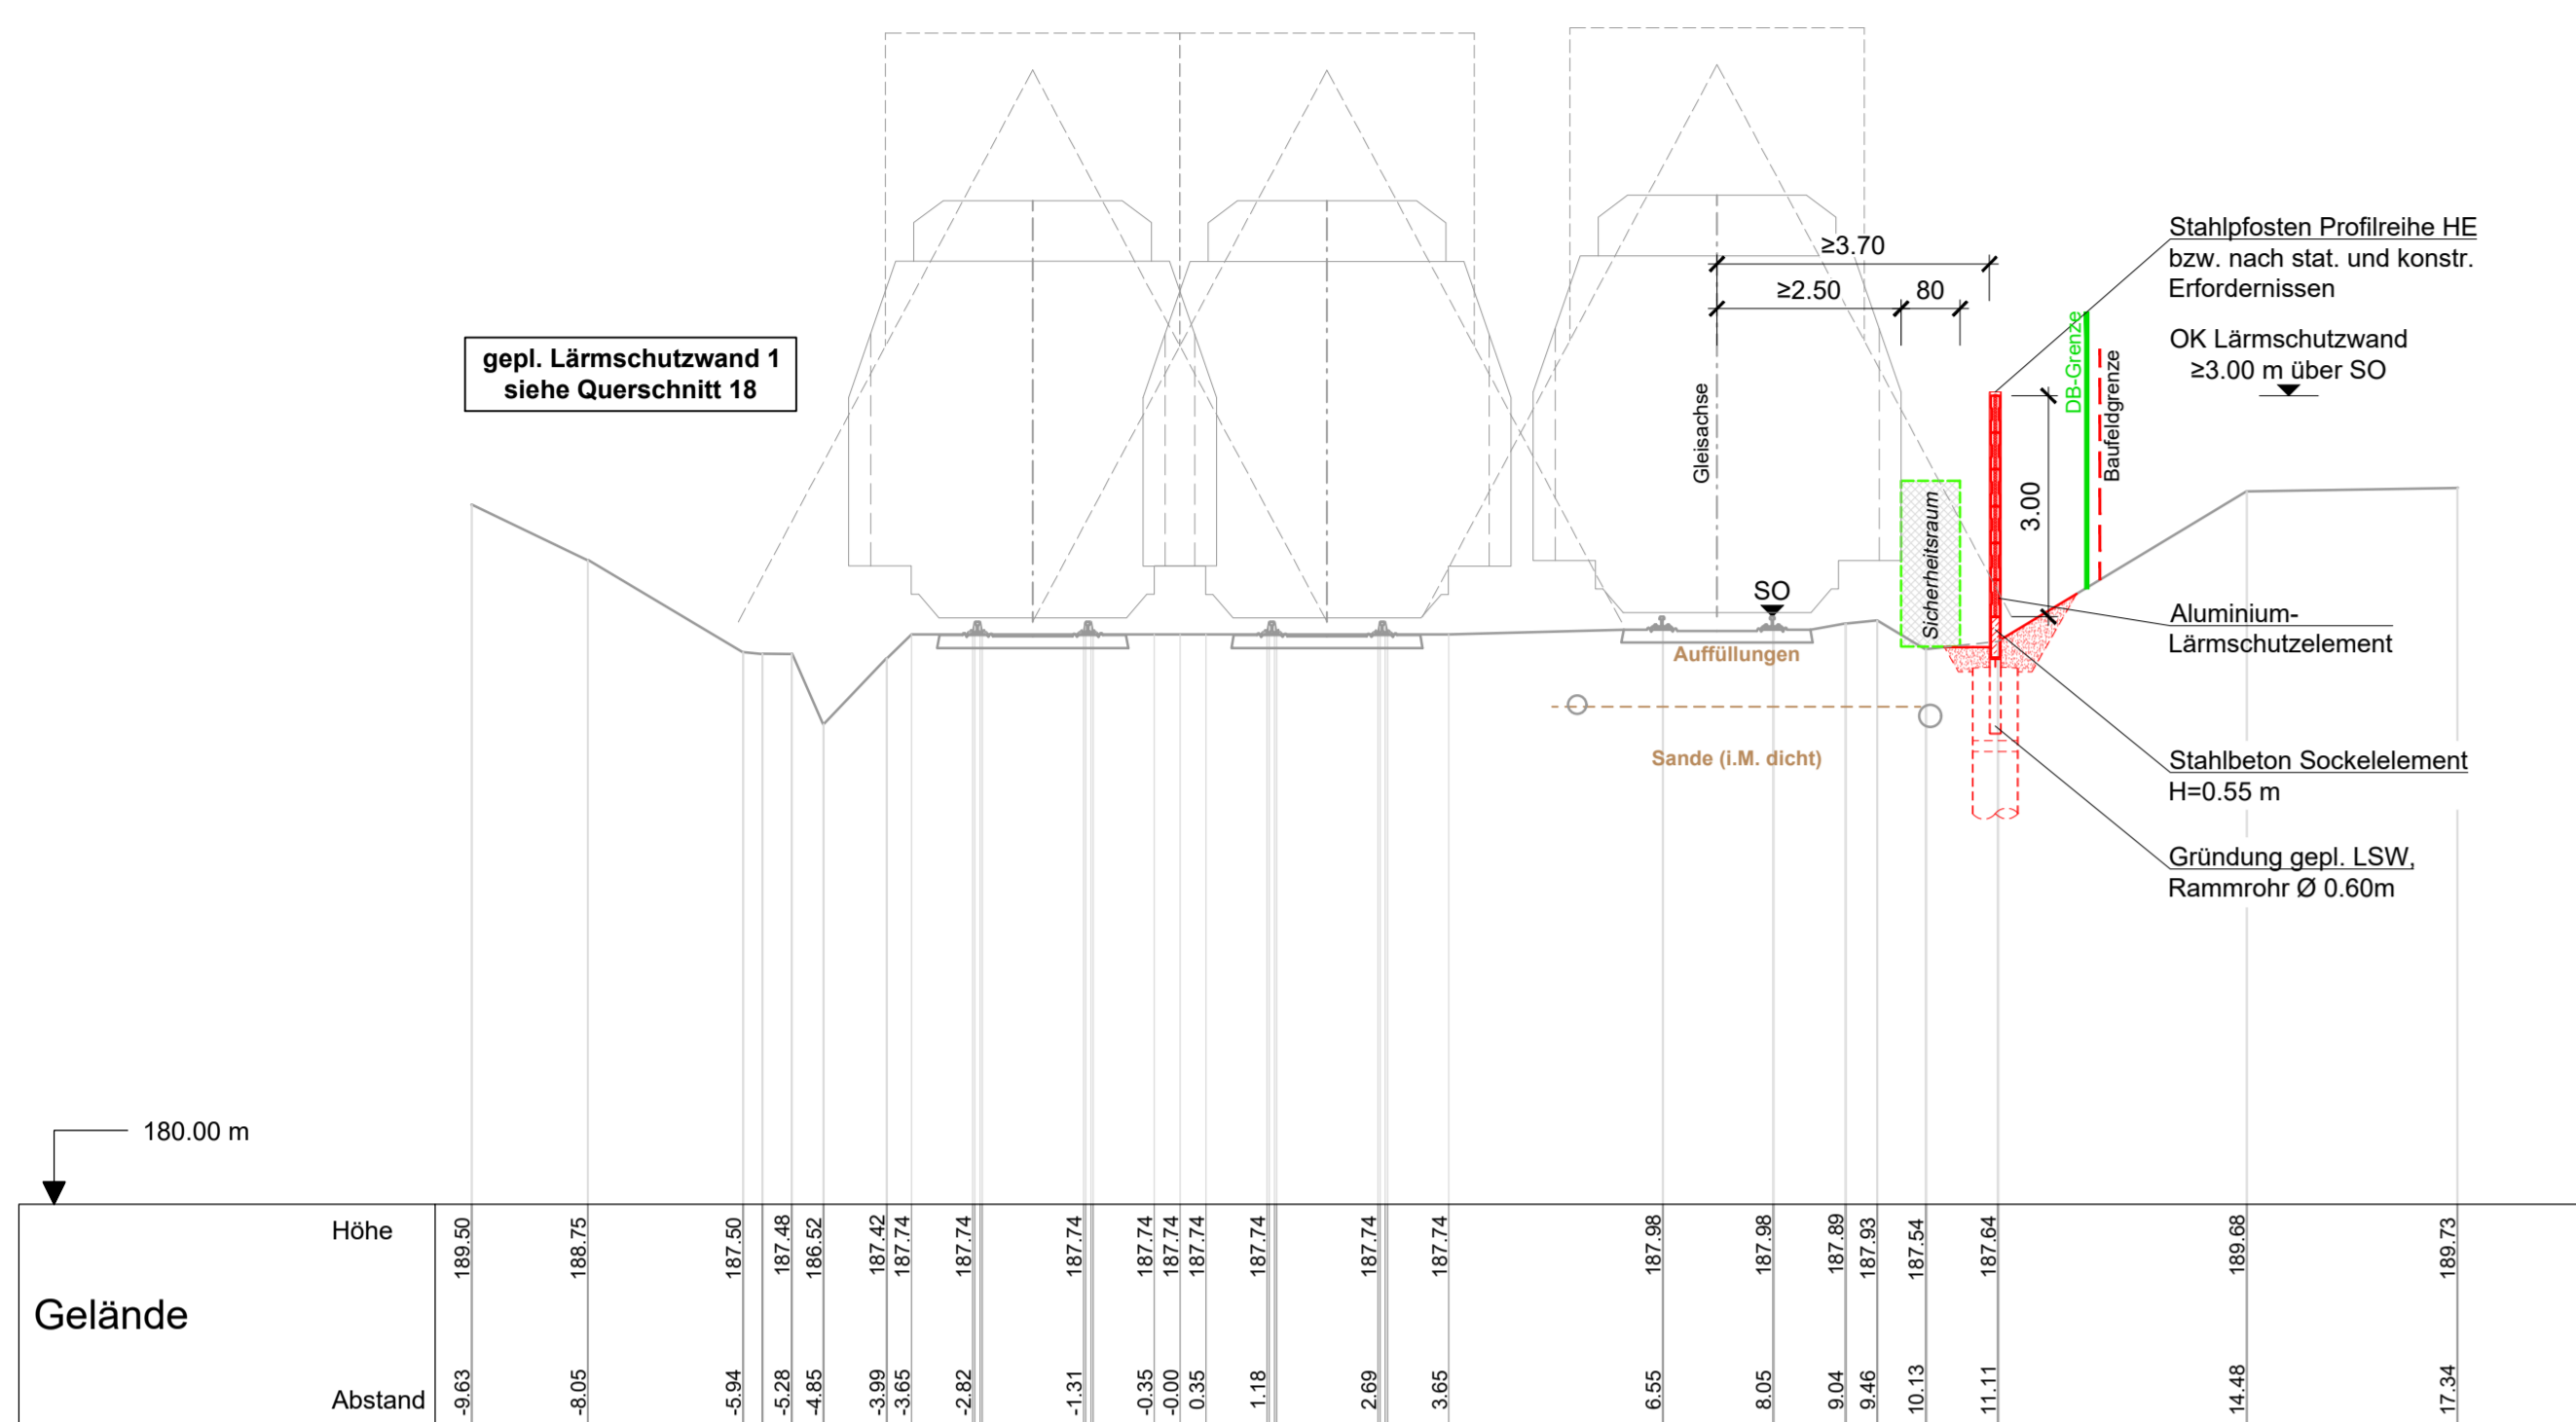 ≥3.70
≥2.50
80
Stahlpfosten Profilreihe HE
bzw. nach stat. und konstr.
Erfordernissen
OK Lärmschutzwand
≥3.00 m über SO
gepl. Lärmschutzwand 1
siehe Querschnitt 18
Gleisachse
DB-Grenze
Baufeldgrenze
3.00
Sicherheitsraum
SO
Auffüllungen
Aluminium-
Lärmschutzelement
Sande (i.M. dicht)
Stahlbeton Sockelelement
H=0.55 m
Gründung gepl. LSW,
Rammrohr Ø 0.60m
180.00 m
Gelände
Höhe
189.50
188.75
187.50
187.48
186.52
187.42
187.74
187.74
187.74
187.74
187.74
187.74
187.74
187.74
187.74
187.98
187.98
187.89
187.93
187.54
187.64
189.68
189.73
Abstand
-9.63
-8.05
-5.94
-5.28
-4.85
-3.99
-3.65
-2.82
-1.31
-0.35
-0.00
0.35
1.18
2.69
3.65
6.55
8.05
9.04
9.46
10.13
11.11
14.48
17.34